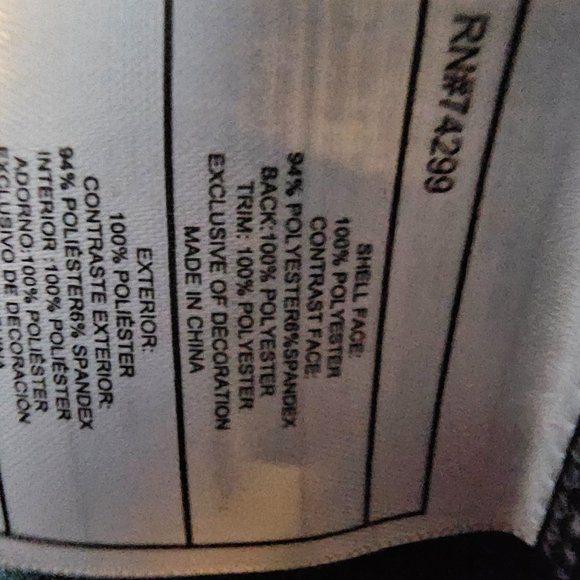 RN#74299
SHELL FACE:
100% POLYESTER
CONTRAST FACE:
94% POLYESTER6%SPANDEX
BACK:100% POLYESTER
TRIM: 100% POLYESTER
EXCLUSIVE OF DECORATION
MADE IN CHINA
EXTERIOR:
100% POLIÉSTER
CONTRASTE EXTERIOR:
94% POLIÉSTER6% SPANDEX
INTERIOR :100% POLIÉSTER
ADORNO:100% POLIÉSTER
EXCLUSIVO DE DECORACIÓN